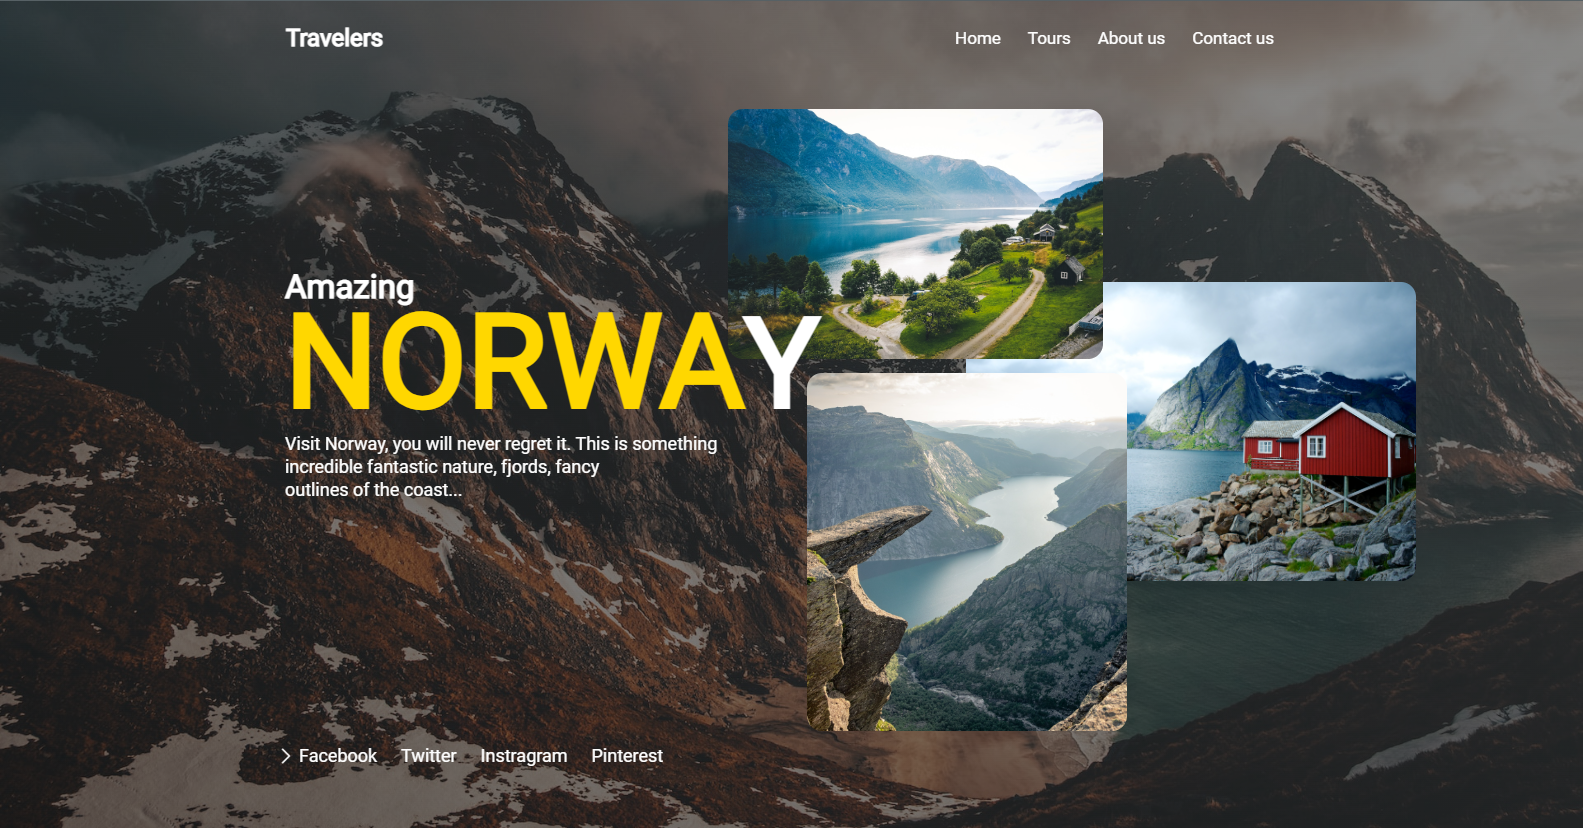 Travelers
Home Tours About us Contact us
Amazing
NORWAY
Visit Norway, you will never regret it. This is something
incredible fantastic nature, fjords, fancy
outlines of the coast...
Facebook Twitter Instragram Pinterest